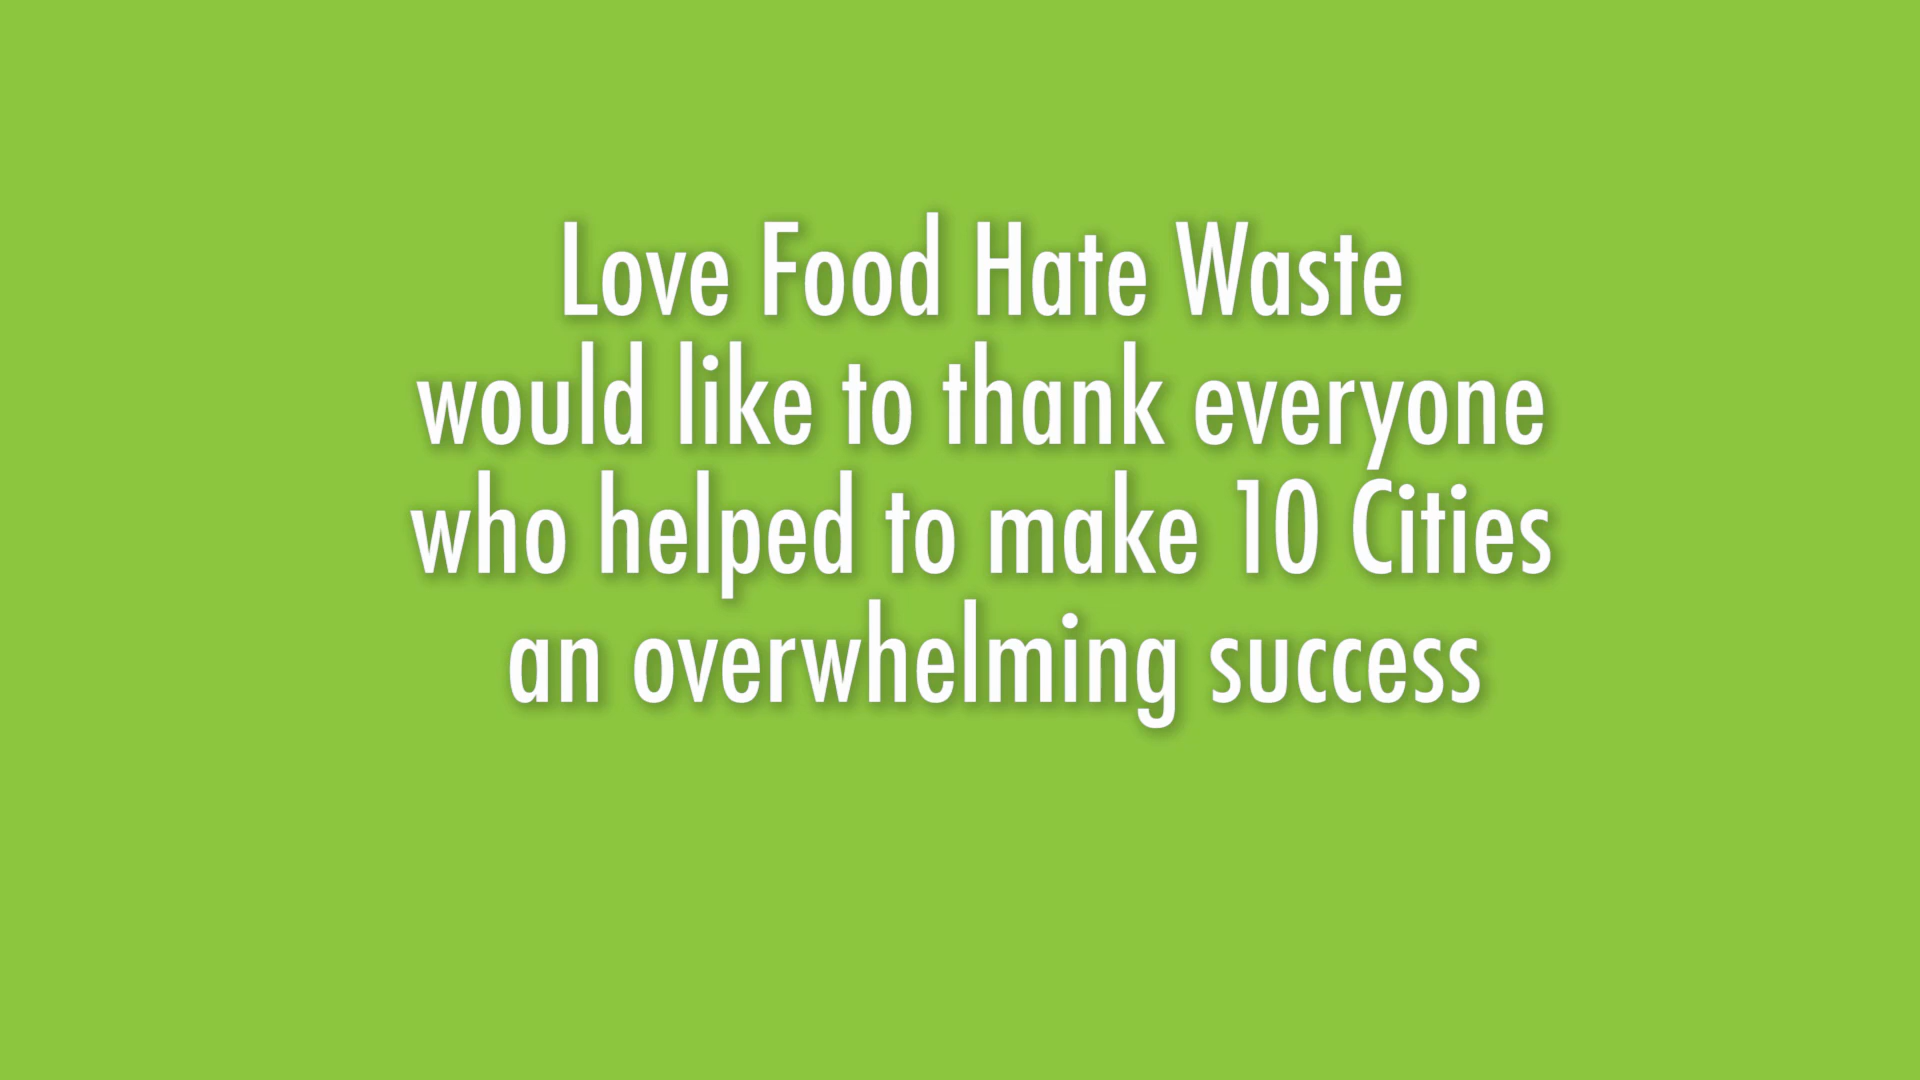 Love Food Hate Waste
would like to thank everyone
who helped to make 10 Cities
an overwhelming success